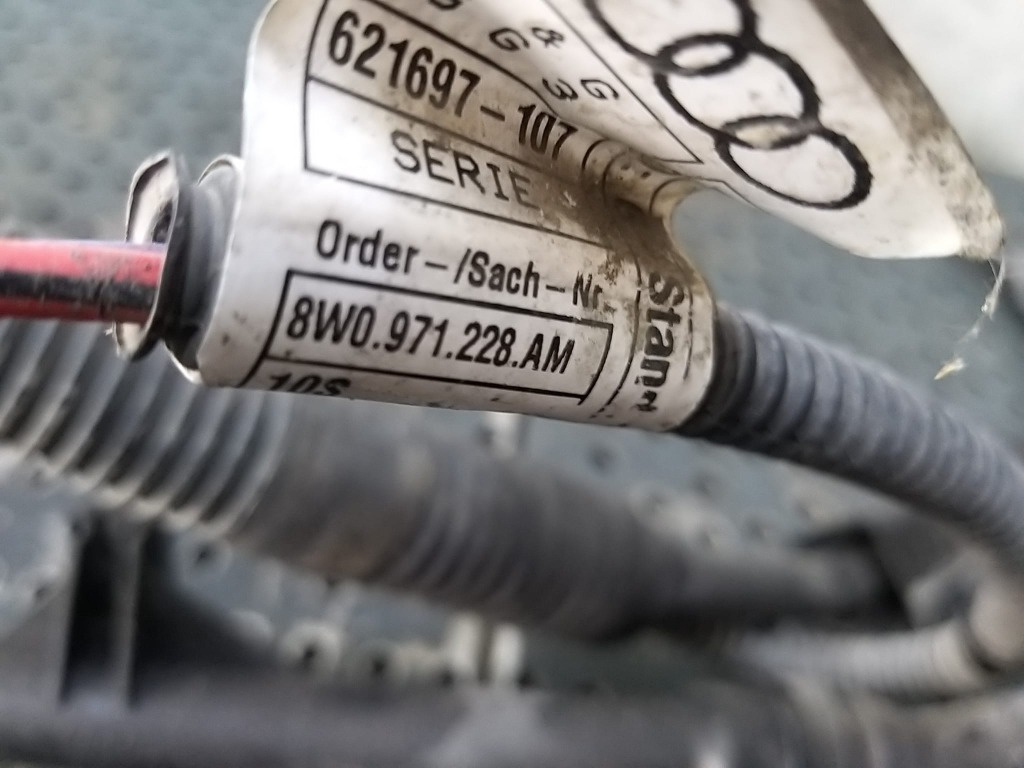 621697-107
SERIE
Order-/Sach-Nr
8W0.971.228.AM